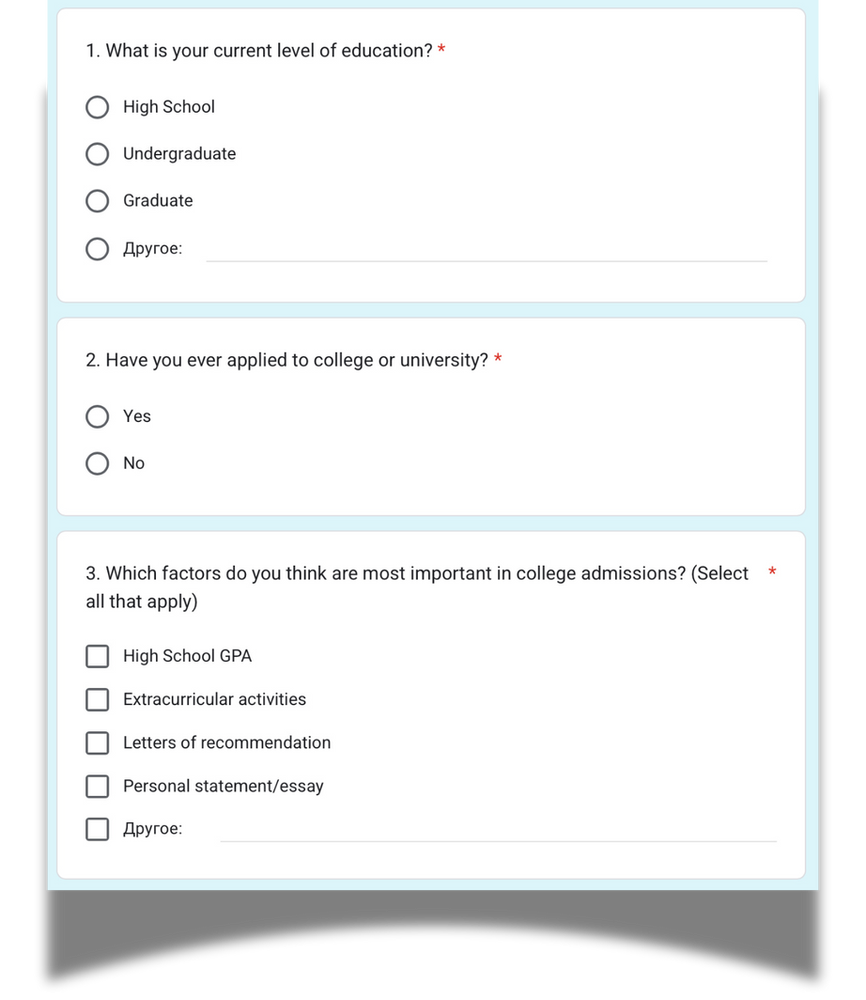 1. What is your current level of education? *
High School
Undergraduate
Graduate
Другое:
2. Have you ever applied to college or university? *
Yes
No
3. Which factors do you think are most important in college admissions? (Select *
all that apply)
High School GPA
Extracurricular activities
Letters of recommendation
Personal statement/essay
Другое: